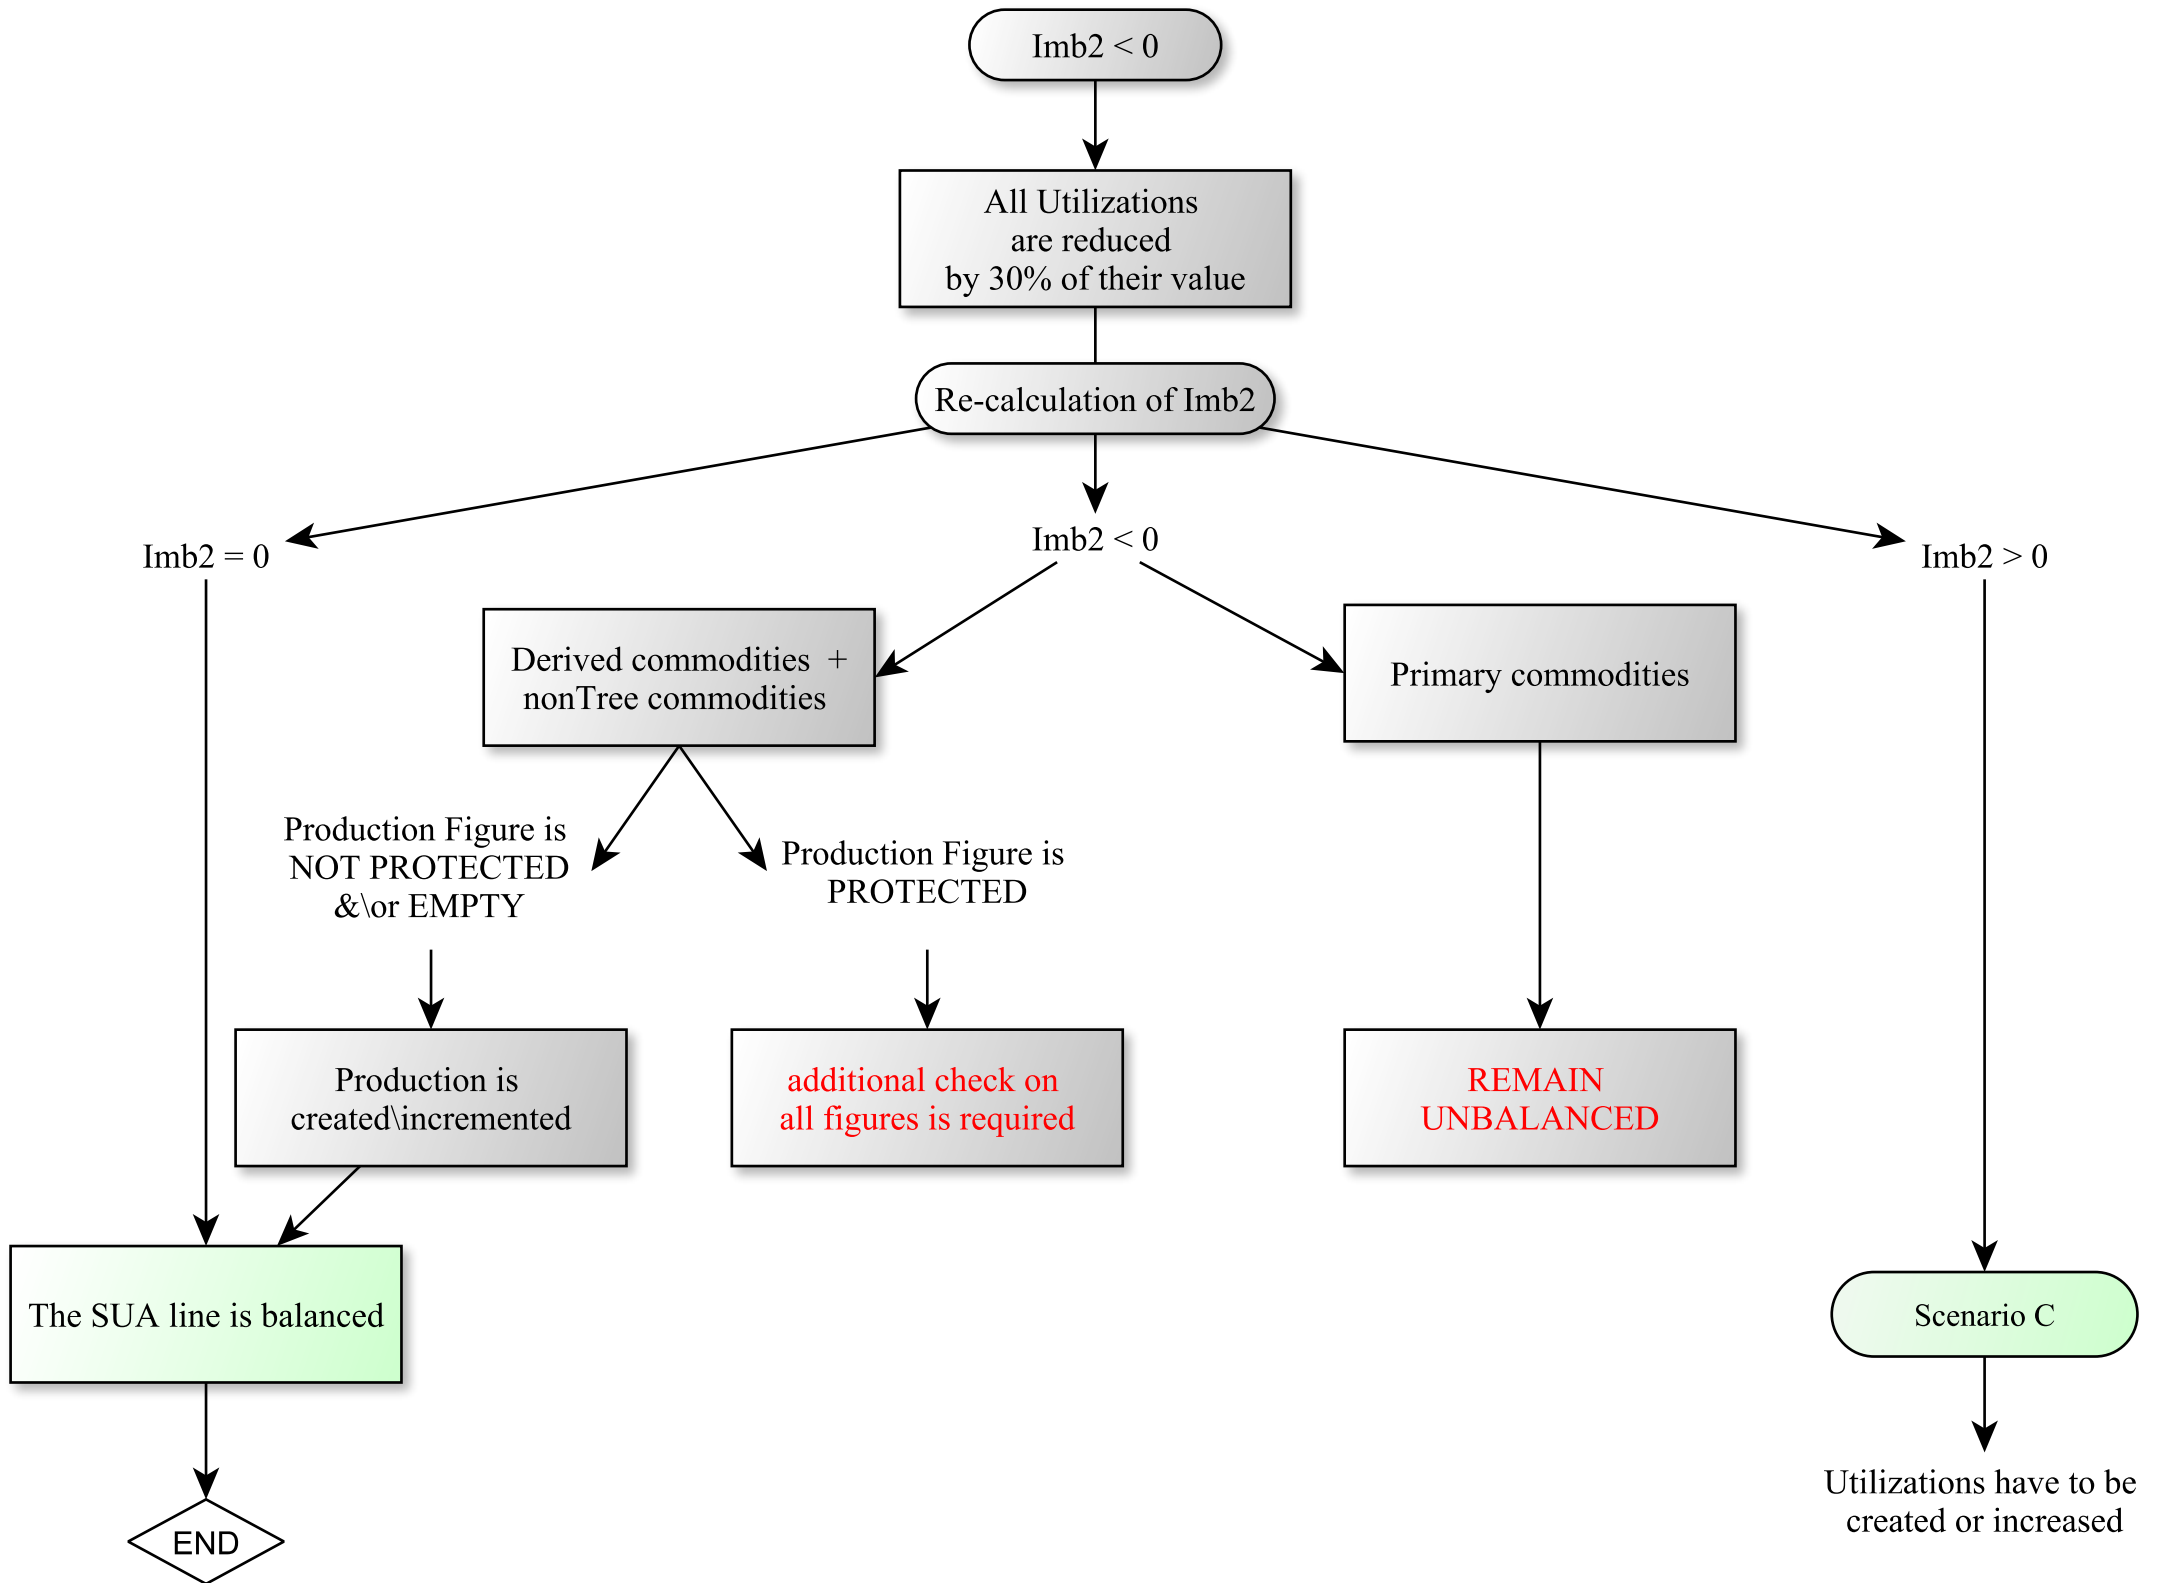 Imb2 < 0
All Utilizations
are reduced
by 30% of their value
Re-calculation of Imb2
Imb2 = 0
Imb2 < 0
Imb2 > 0
Derived commodities +
nonTree commodities
Primary commodities
Production Figure is
NOT PROTECTED
&\or EMPTY
Production Figure is
PROTECTED
Production is
created\incremented
additional check on
all figures is required
REMAIN
UNBALANCED
The SUA line is balanced
Scenario C
END
Utilizations have to be
created or increased